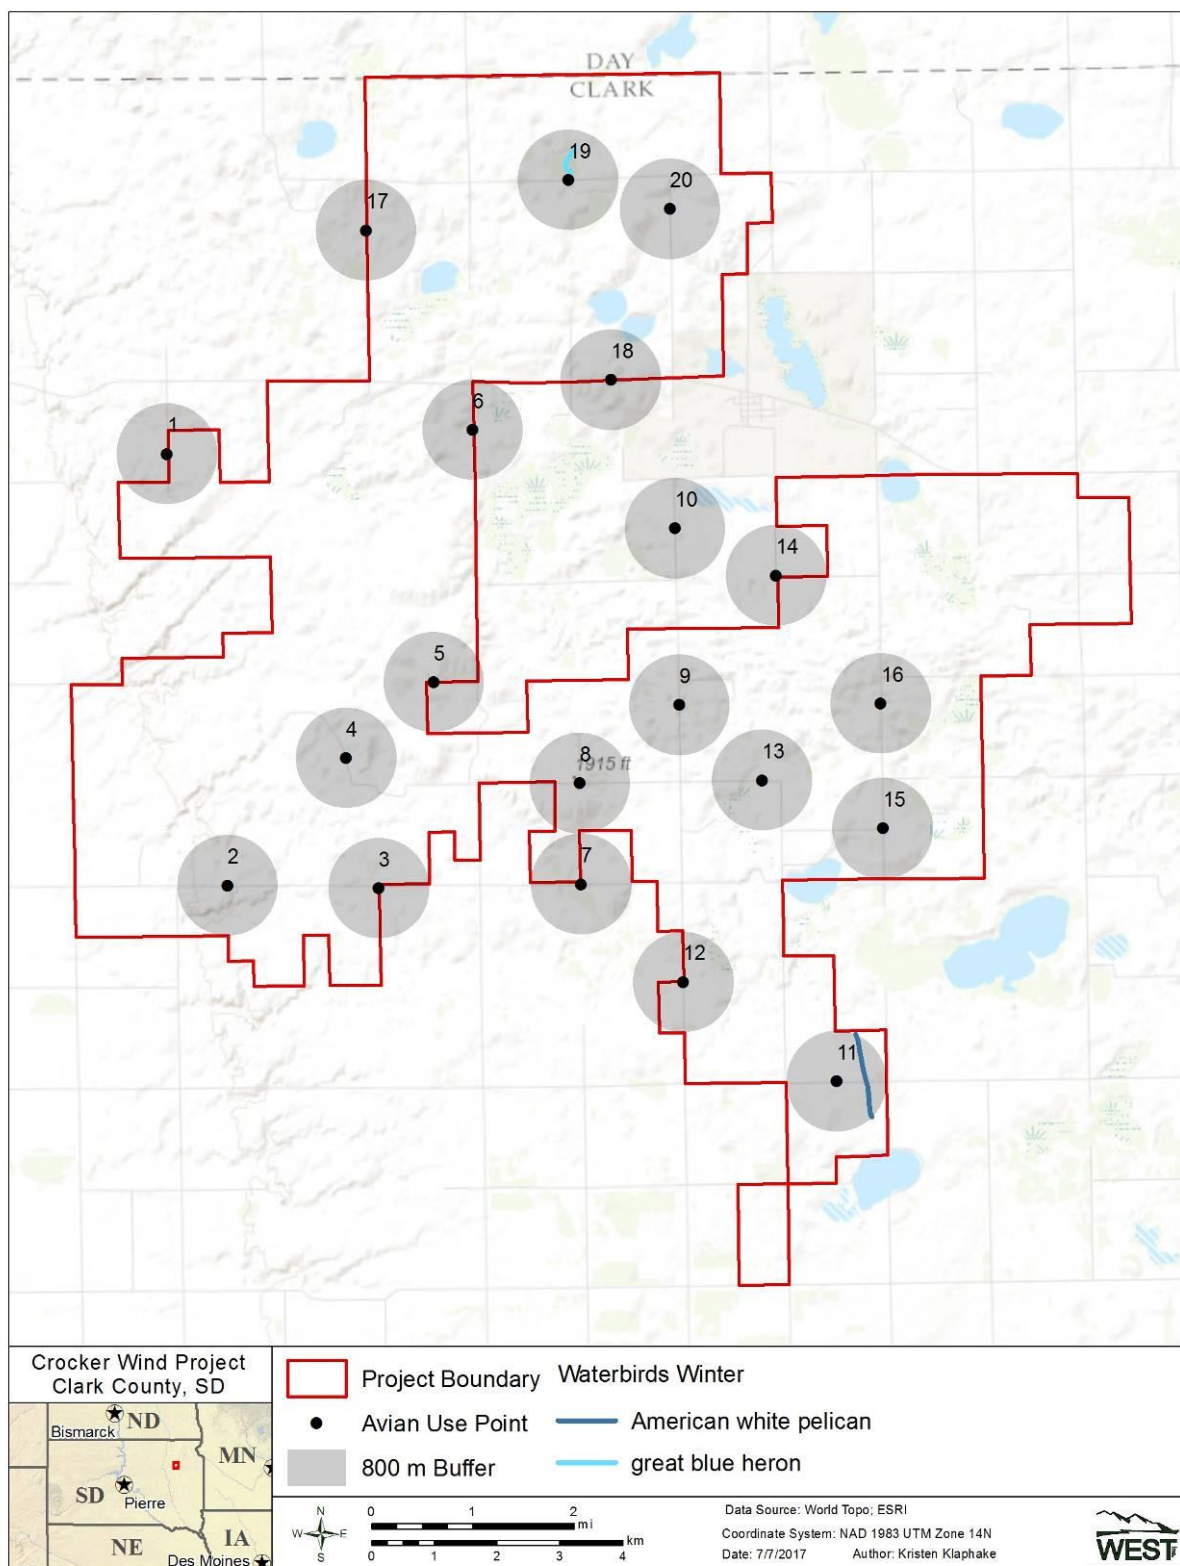 DAY
CLARK
19
20
17
18
6
1
10
14
5
9
16
4
8
1915 ft
13
15
2
3
7
12
11
Crocker Wind Project
Clark County, SD
ND
Bismarck
MN
SD
Pierre
NE
IA
Des Moines
Project Boundary
Avian Use Point
800 m Buffer
Waterbirds Winter
American white pelican
great blue heron
N
W E
S
0 1 2
mi
km
0 1 2 3 4
Data Source: World Topo; ESRI
Coordinate System: NAD 1983 UTM Zone 14N
Date: 7/7/2017 Author: Kristen Klaphake
WEST